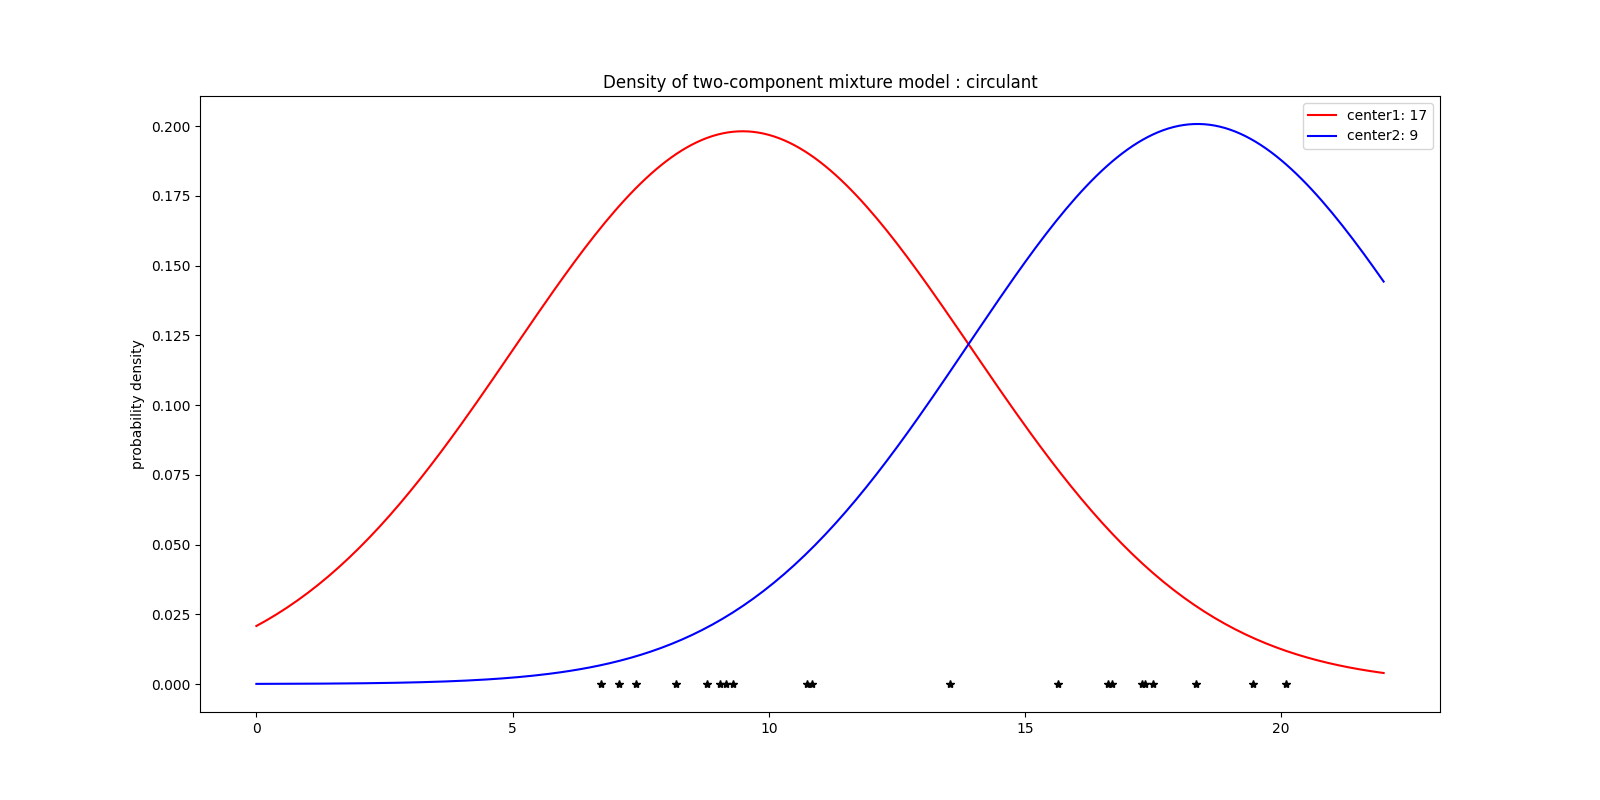 Density of two-component mixture model : circulant
center1: 17
center2: 9
probability density
0.200
0.175
0.150
0.125
0.100
0.075
0.050
0.025
0.000
0 5 10 15 20